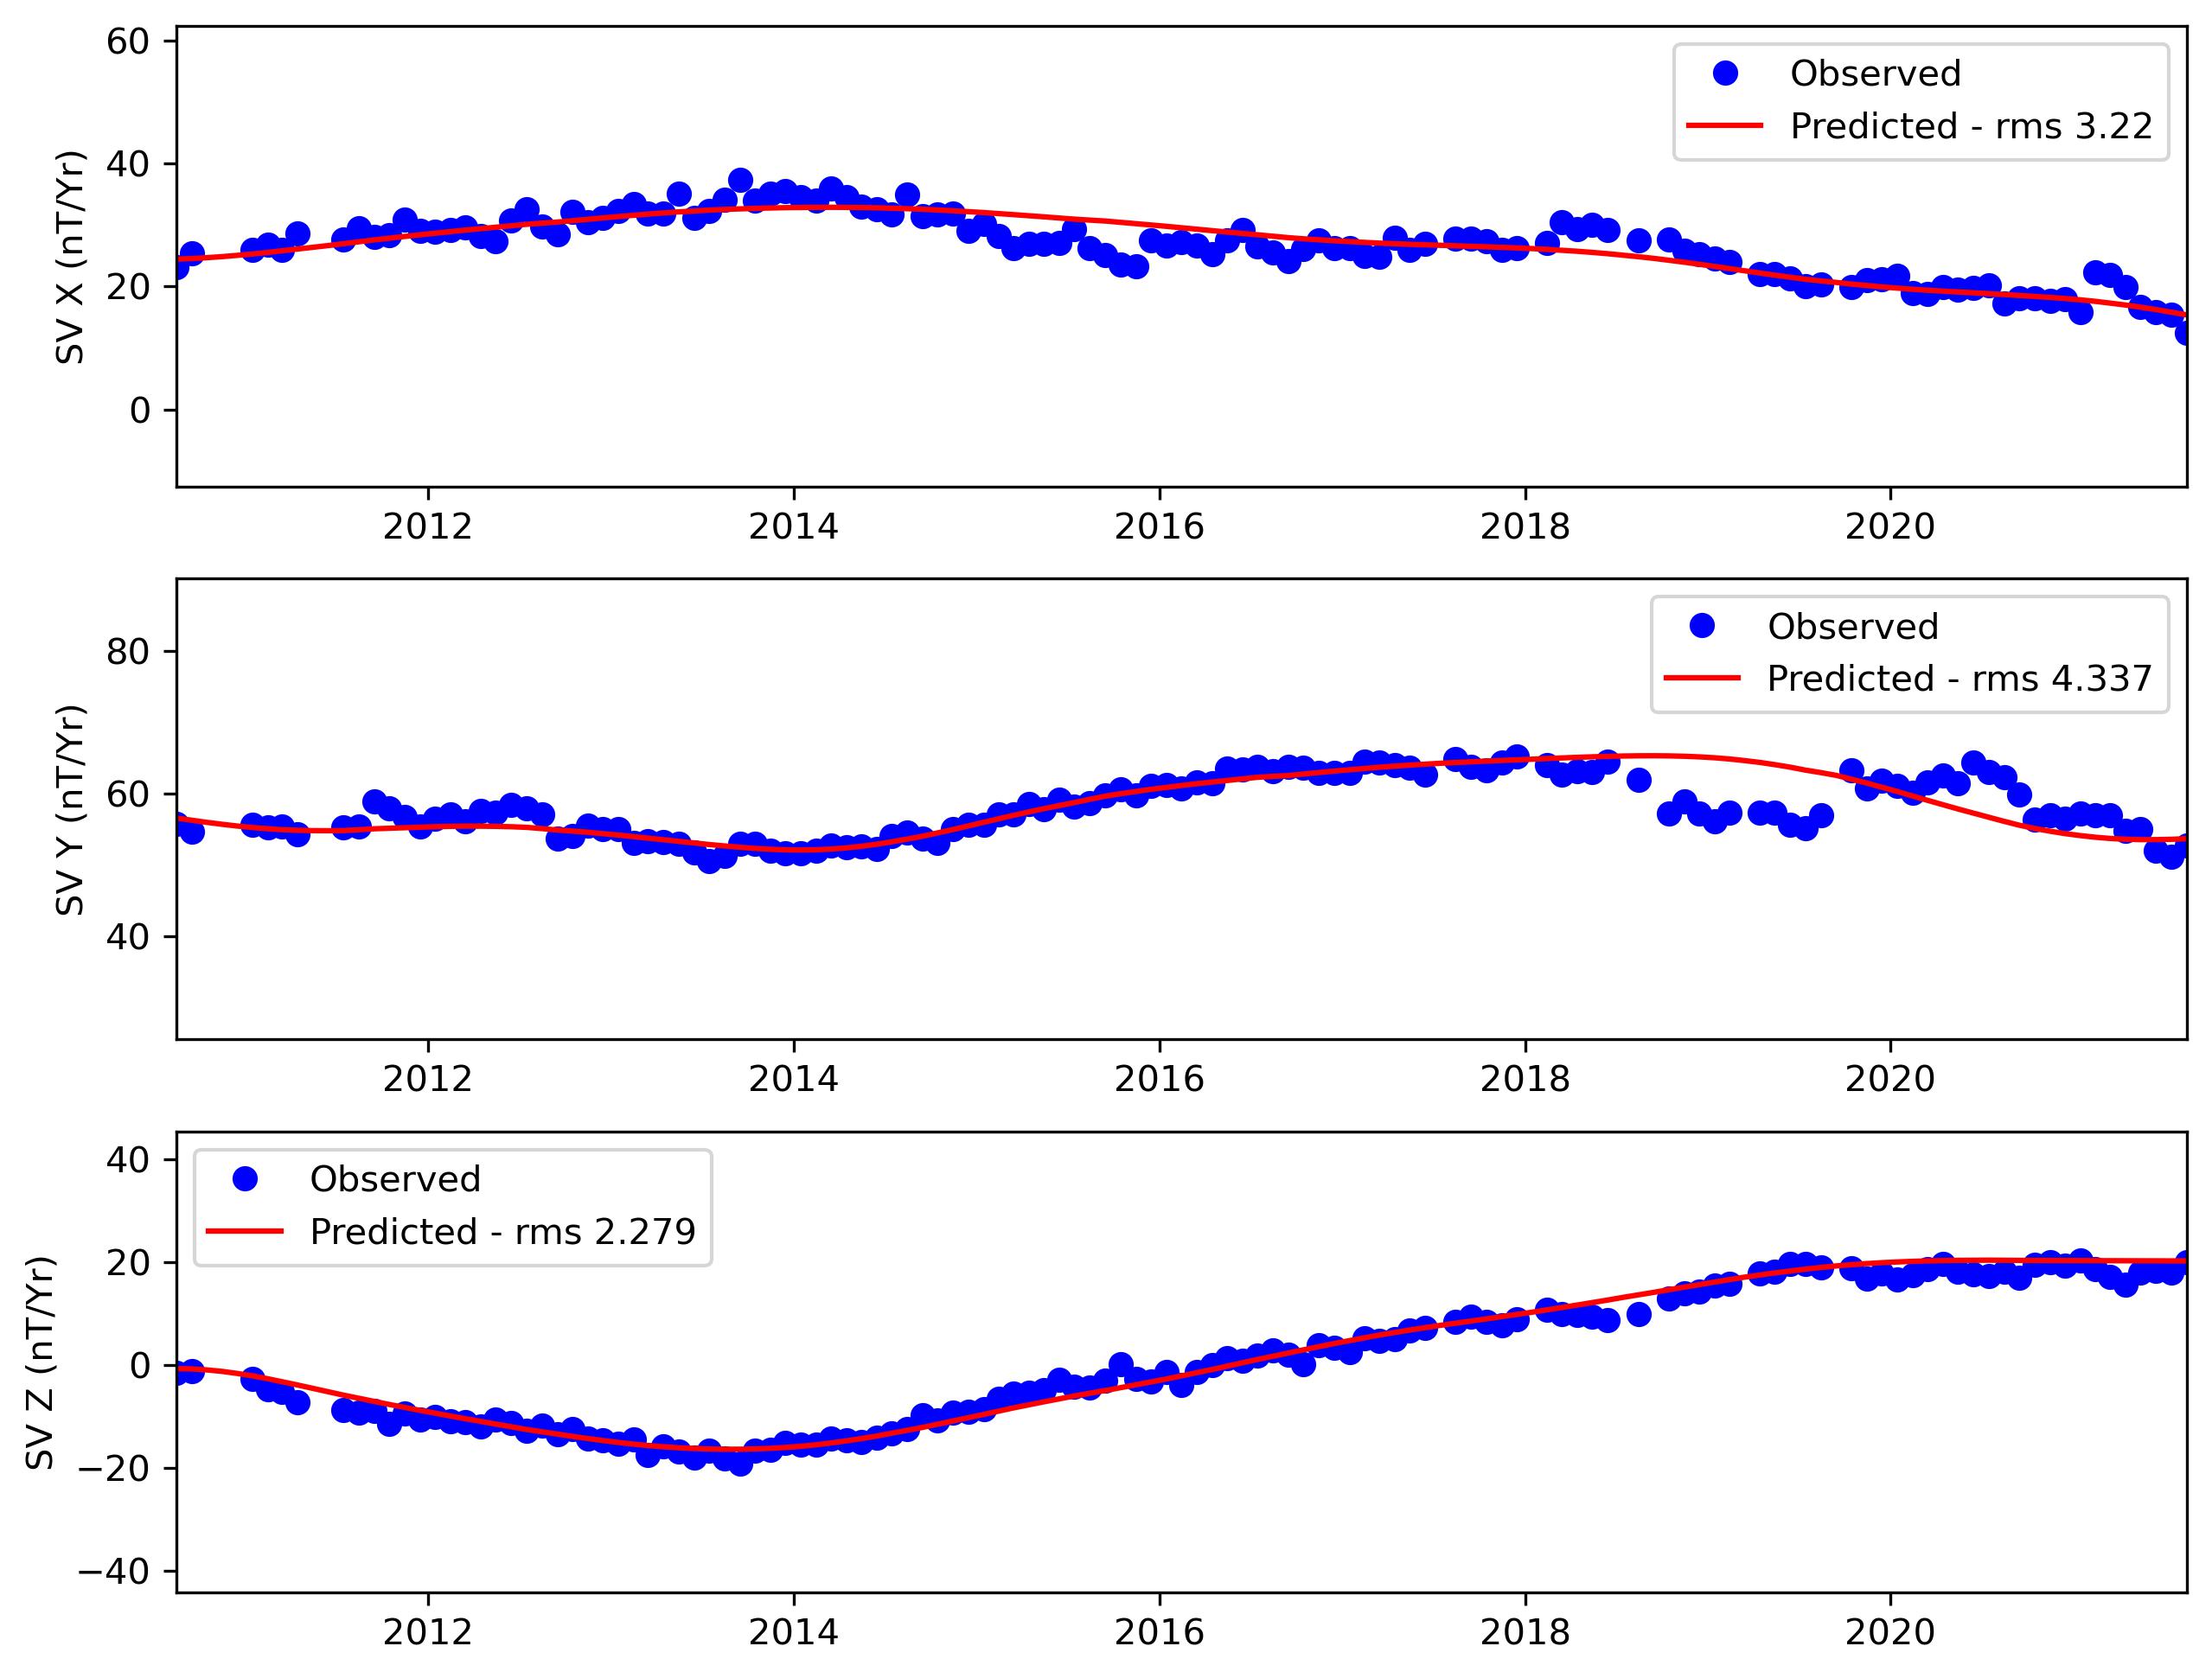 60
40
20
0
SV X (nT/Yr)
Observed
Predicted - rms 3.22
2012 2014 2016 2018 2020
80
60
40
SV Y (nT/Yr)
Observed
Predicted - rms 4.337
2012 2014 2016 2018 2020
40
20
0
−20
−40
SV Z (nT/Yr)
Observed
Predicted - rms 2.279
2012 2014 2016 2018 2020